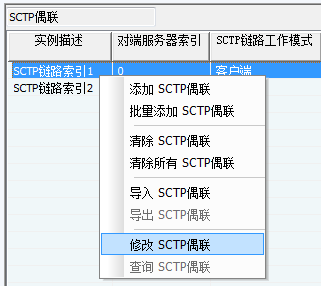 SCTP偶联
实例描述 对端服务器索引 SCTP链路工作模式
SCTP链路索引1 0 客户端
SCTP链路索引2
添加 SCTP偶联
批量添加 SCTP偶联
清除 SCTP偶联
清除所有 SCTP偶联
导入 SCTP偶联
导出 SCTP偶联
修改 SCTP偶联
查询 SCTP偶联